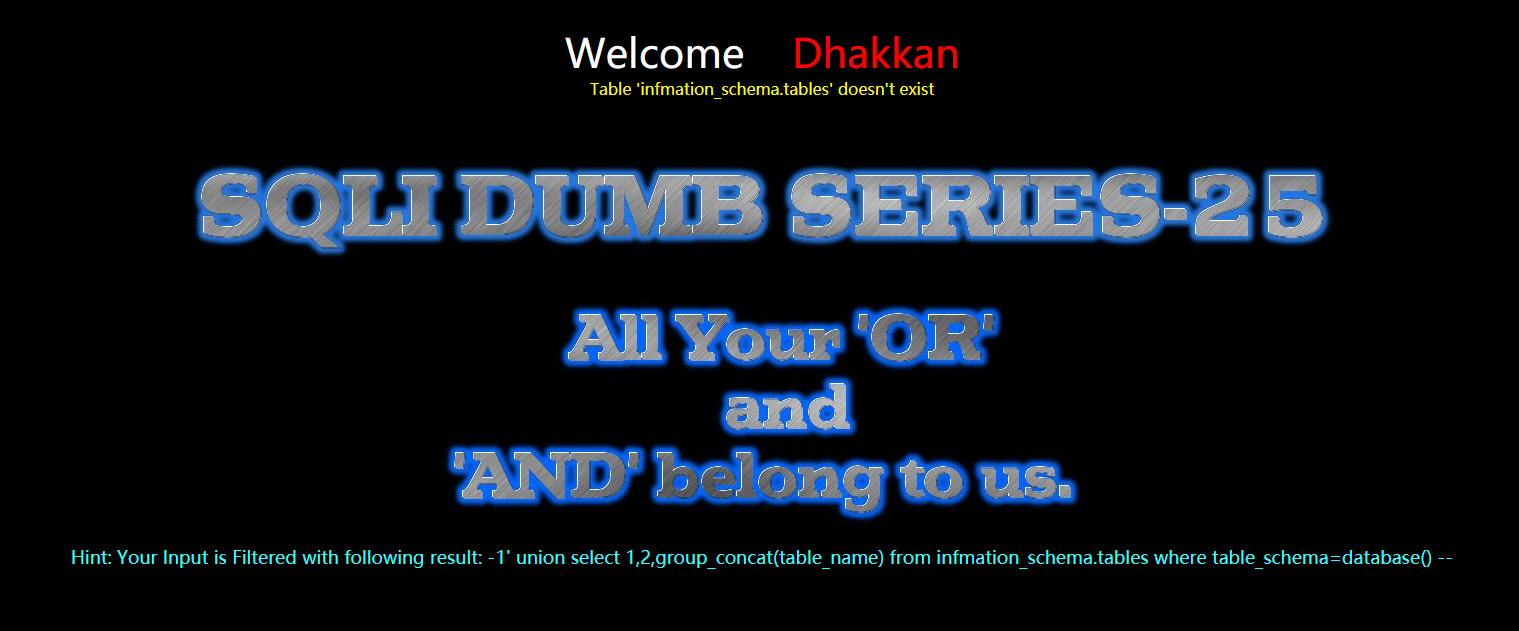 Welcome Dhakkan
Table 'infmation_schema.tables' doesn't exist
SQLI DUMB SERIES-25
All Your 'OR'
and
'AND' belong to us.
Hint: Your Input is Filtered with following result: -1' union select 1,2,group_concat(table_name) from infmation_schema.tables where table_schema=database() --